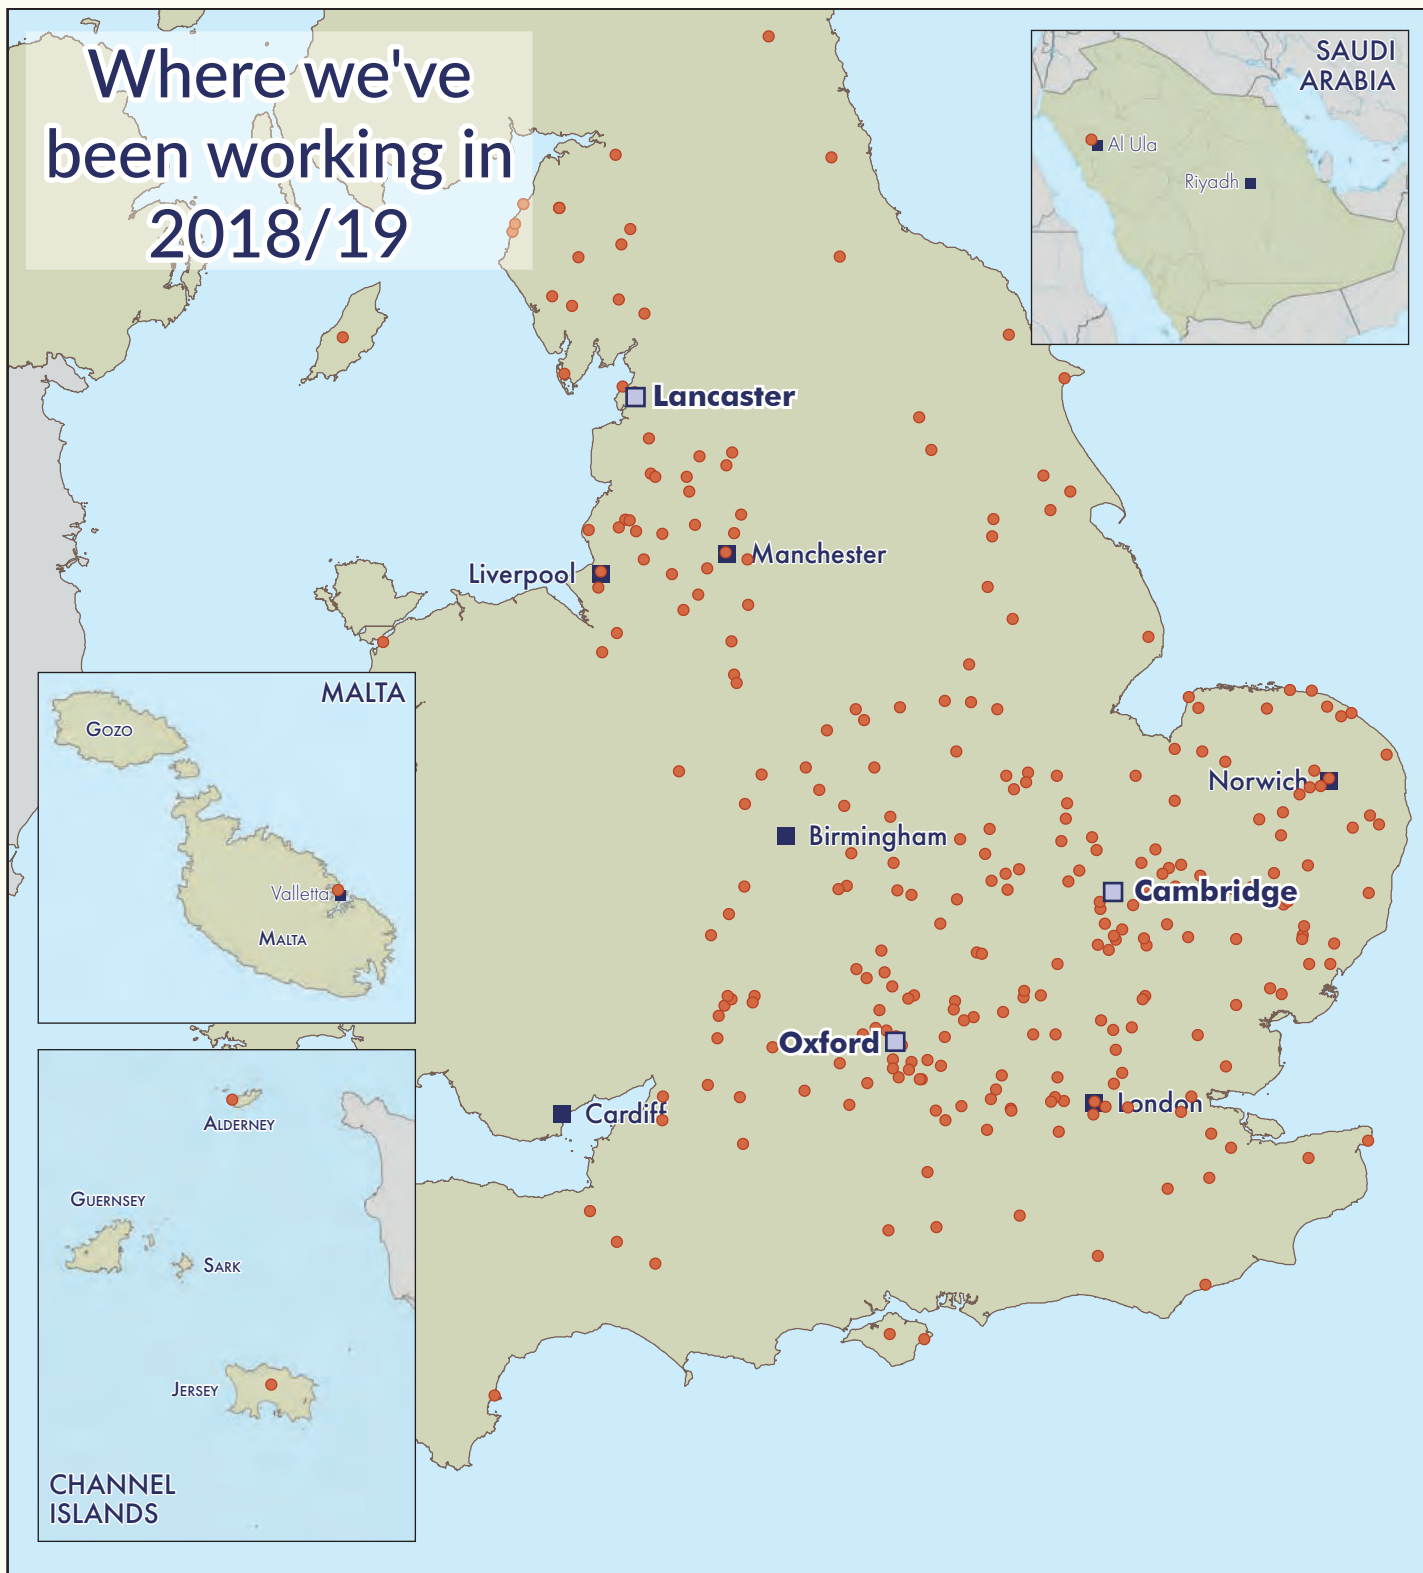 Where we've
been working in
2018/19
SAUDI
ARABIA
Al Ula
Riyadh
Lancaster
Manchester
Liverpool
MALTA
Gozo
Valletta
Malta
Norwich
Birmingham
Cambridge
Oxford
Cardiff
London
Alderney
Guernsey
Sark
Jersey
CHANNEL
ISLANDS